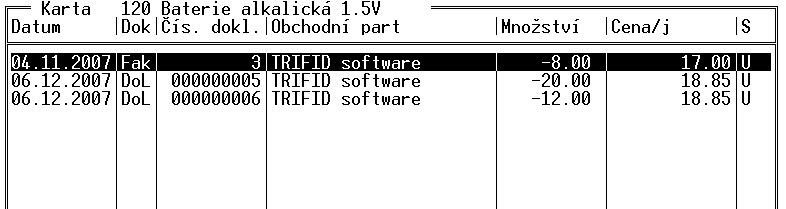 Karta 120 Baterie alkalická 1.5V
Datum |Dok|Čís. dokl.|Obchodní part |Množství |Cena/j |S
04.11.2007|Fak| 3|TRIFID software | -8.00 | 17.00|U
06.12.2007|DoL| 000000005|TRIFID software | -20.00 | 18.85|U
06.12.2007|DoL| 000000006|TRIFID software | -12.00 | 18.85|U